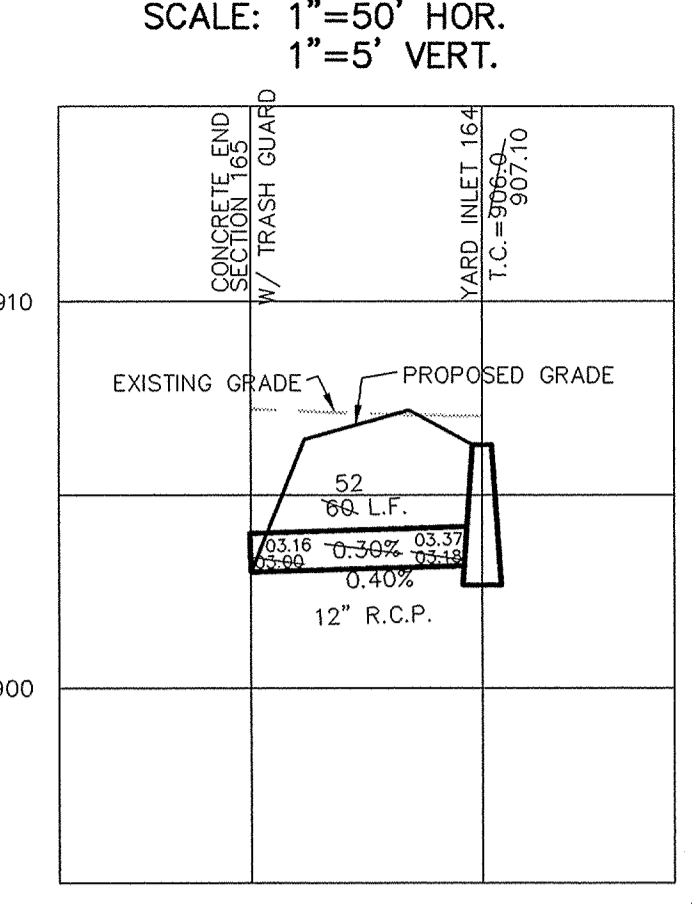 SCALE: 1"=50' HOR.
1"=5' VERT.
CONCRETE END
SECTION 165
W/ TRASH GUARD
YARD INLET 164
T.C.=906.0
907.10
910
EXISTING GRADE
PROPOSED GRADE
52
60 L.F.
03.16
0.30%
03.37
03.00
03.18
0.40%
12" R.C.P.
900